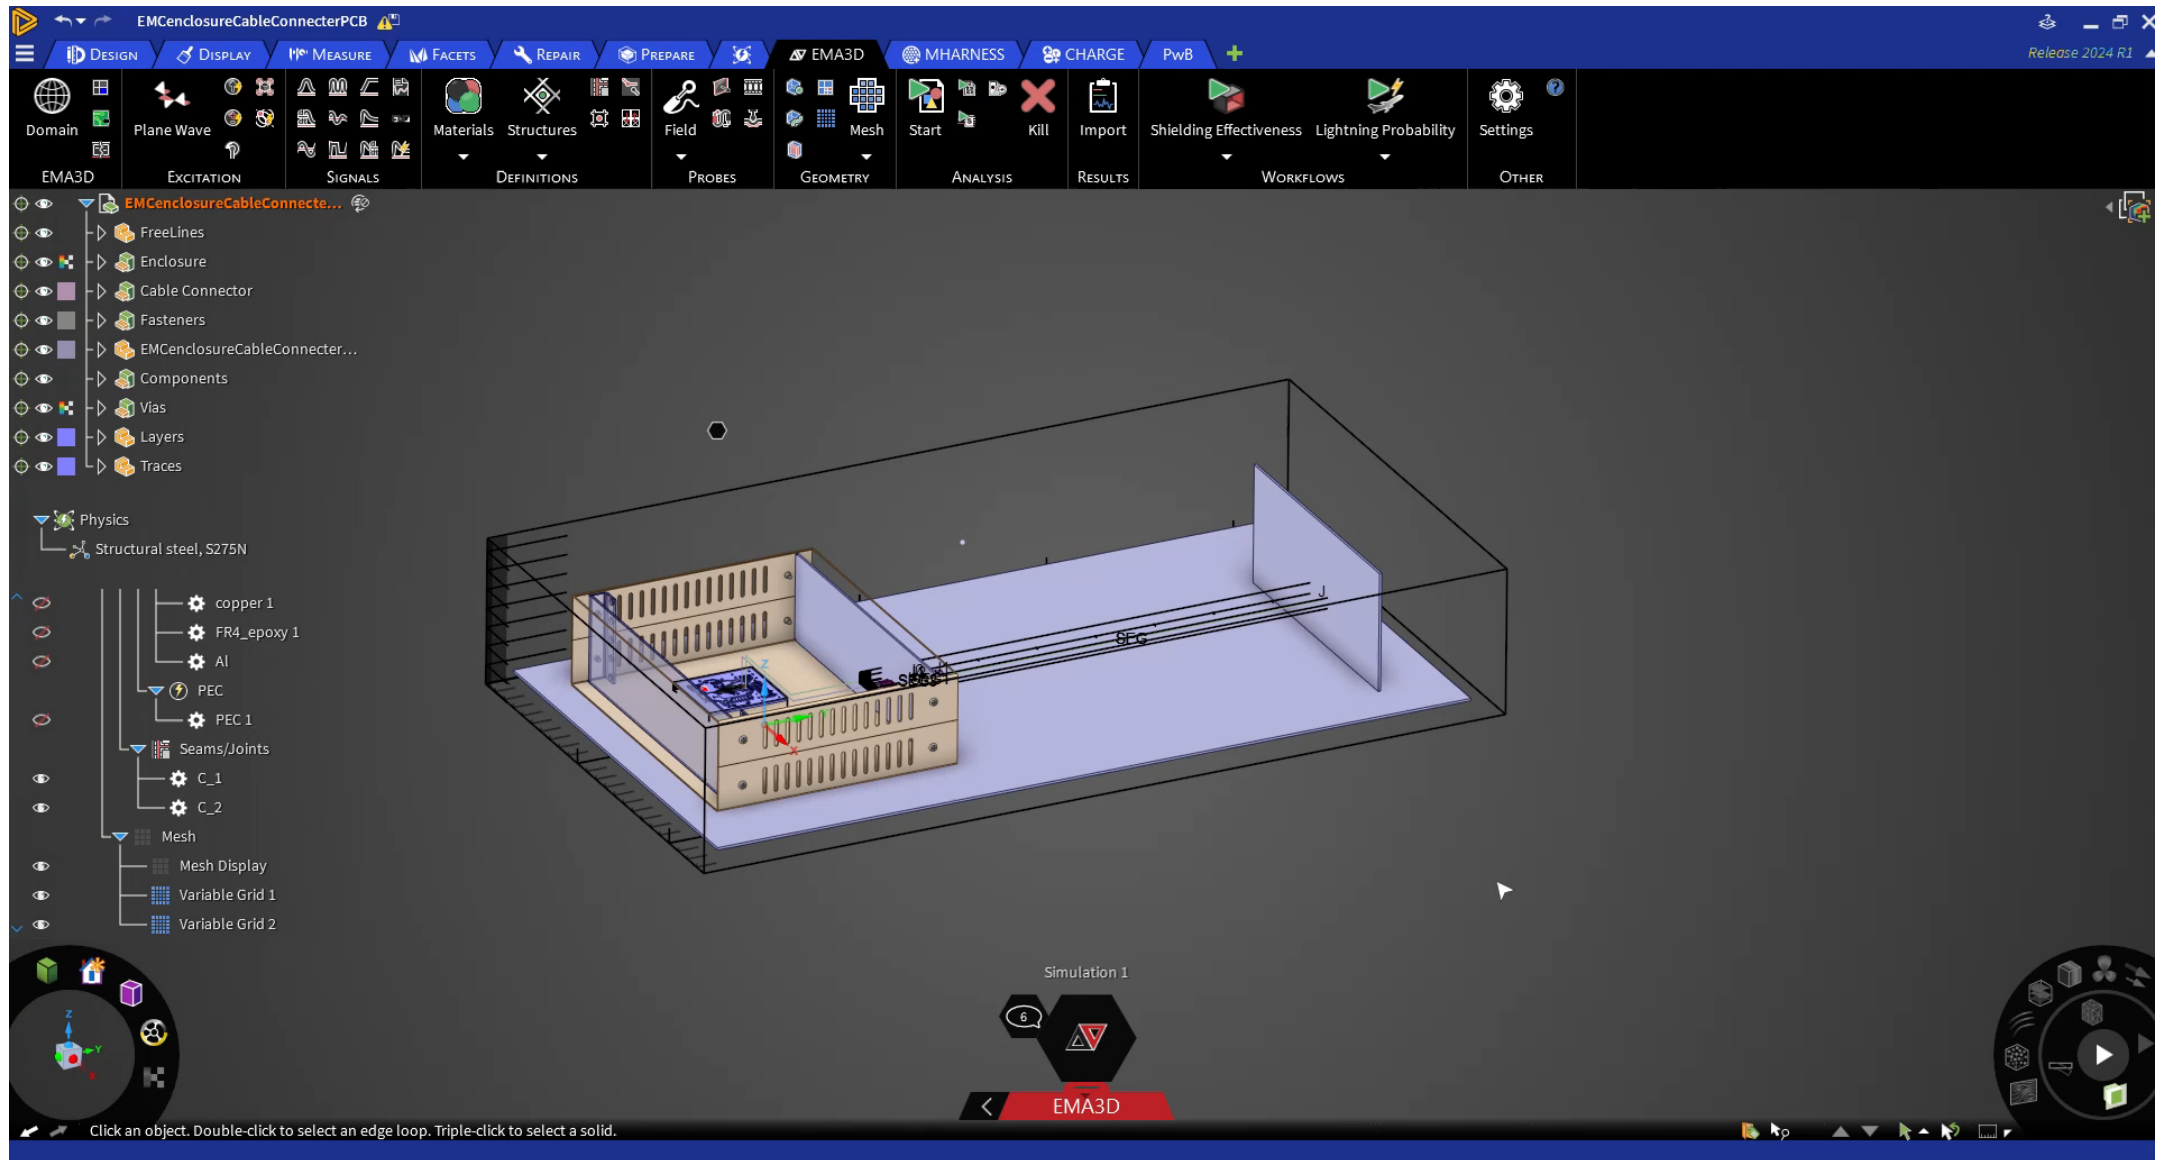 EMCenclosureCableConnecterPCB
Release 2024 R1
DESIGN DISPLAY MEASURE FACETS REPAIR PREPARE EMA3D MHARNESS CHARGE PwB
Domain Plane Wave Materials Structures Field Mesh Start Kill Import Shielding Effectiveness Lightning Probability Settings
EMA3D EXCITATION SIGNALS DEFINITIONS PROBES GEOMETRY ANALYSIS RESULTS WORKFLOWS OTHER
EMCenclosureCableConnecte...
FreeLines
Enclosure
Cable Connector
Fasteners
EMCenclosureCableConnecter...
Components
Vias
Layers
Traces
Physics
Structural steel, S275N
copper 1
FR4_epoxy 1
Al
PEC
PEC 1
Seams/Joints
C_1
C_2
Mesh
Mesh Display
Variable Grid 1
Variable Grid 2
J
SEG
Z
X
Z
Y
X
Simulation 1
6
EMA3D
Click an object. Double-click to select an edge loop. Triple-click to select a solid.